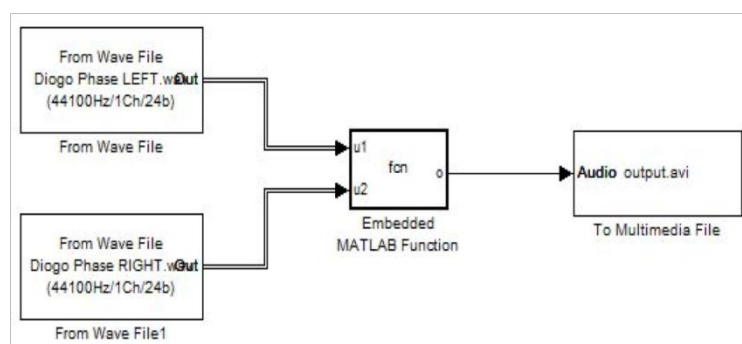 From Wave File
Diogo Phase LEFT.wav Out
(44100Hz/1Ch/24b)
From Wave File
From Wave File
Diogo Phase RIGHT.wav Out
(44100Hz/1Ch/24b)
From Wave File1
u1
fcn
o
u2
Embedded
MATLAB Function
Audio output.avi
To Multimedia File